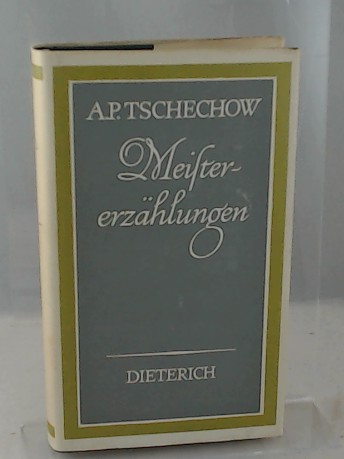 A.P. TSCHECHOW
Meiſter-
erzählungen
DIETERICH